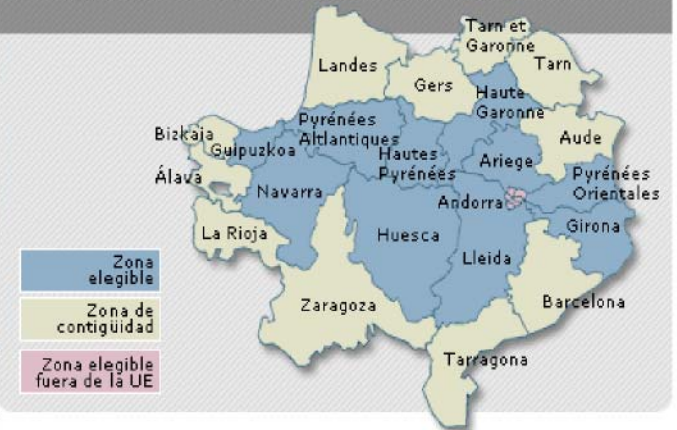 Tarn et
Garonne
Landes
Tarn
Gers
Haute
Garonne
Bizkaja
Pyrénées
Altlantiques
Aude
Guipuzkoa
Hautes
Pyrénées
Ariege
Álava
Pyrénées
Orientales
Navarra
Andorra
La Rioja
Huesca
Girona
Lleida
Zona
elegible
Zaragoza
Barcelona
Zona de
contigüidad
Tarragona
Zona elegible
fuera de la UE